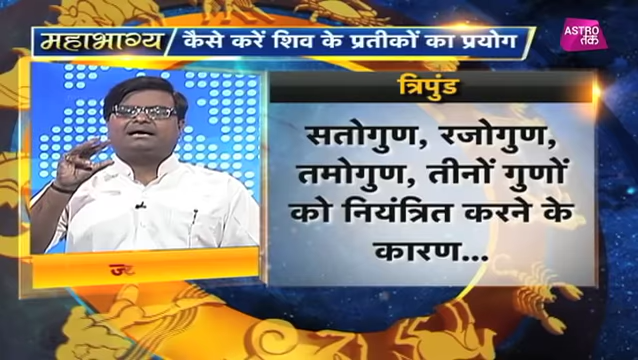 महाभाग्य कैसे करें शिव के प्रतीकों का प्रयोग
ASTRO
तक
त्रिपुंड
सतोगुण, रजोगुण,
तमोगुण, तीनों गुणों
को नियंत्रित करने के
कारण...